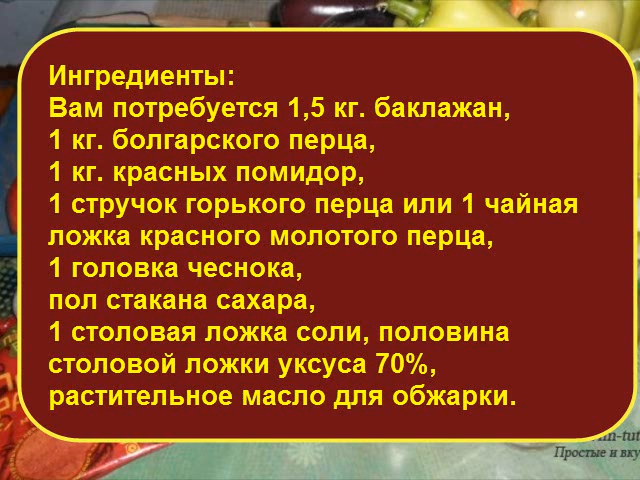 Ингредиенты:
Вам потребуется 1,5 кг. баклажан,
1 кг. болгарского перца,
1 кг. красных помидор,
1 стручок горького перца или 1 чайная
ложка красного молотого перца,
1 головка чеснока,
пол стакана сахара,
1 столовая ложка соли, половина
столовой ложки уксуса 70%,
растительное масло для обжарки.
Простые и